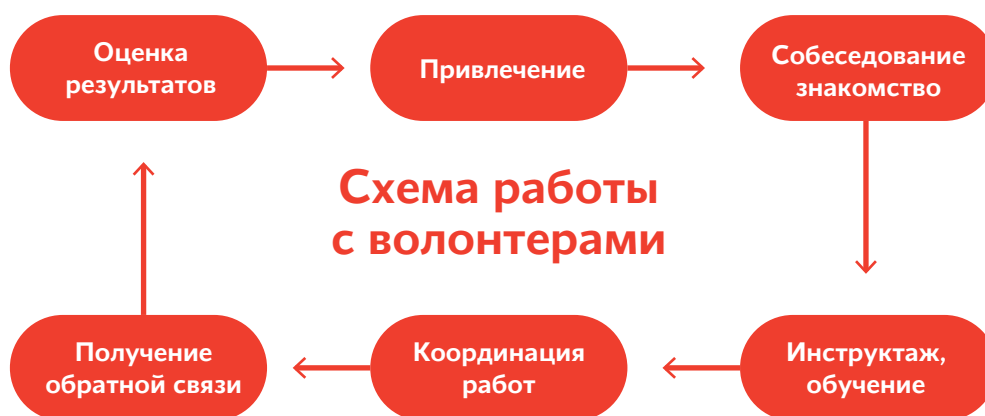 Оценка
результатов
Привлечение
Собеседование
знакомство
Схема работы
с волонтерами
Получение
обратной связи
Координация
работ
Инструктаж,
обучение